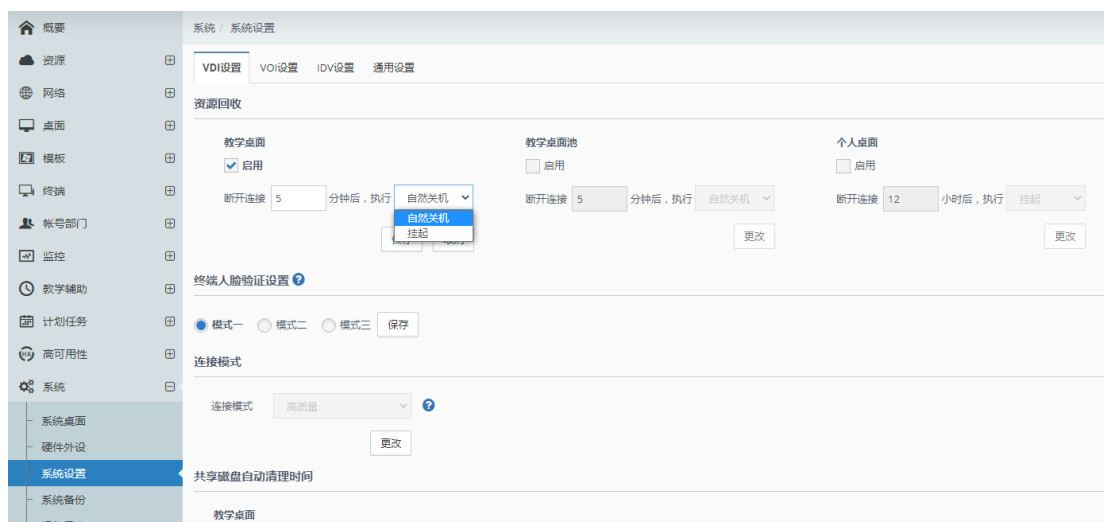 概要
资源
网络
桌面
模板
终端
帐号部门
监控
教学辅助
计划任务
高可用性
系统
系统桌面
硬件外设
系统设置
系统备份
系统 / 系统设置
VDI设置 VOI设置 IDV设置 通用设置
资源回收
教学桌面
启用
断开连接 5 分钟后，执行 自然关机
自然关机
挂起
教学桌面池
启用
断开连接 5 分钟后，执行 自然关机
更改
个人桌面
启用
断开连接 12 小时后，执行 挂起
更改
终端人脸验证设置
模式一 模式二 模式三 保存
连接模式
连接模式 高质量
更改
共享磁盘自动清理时间
教学桌面